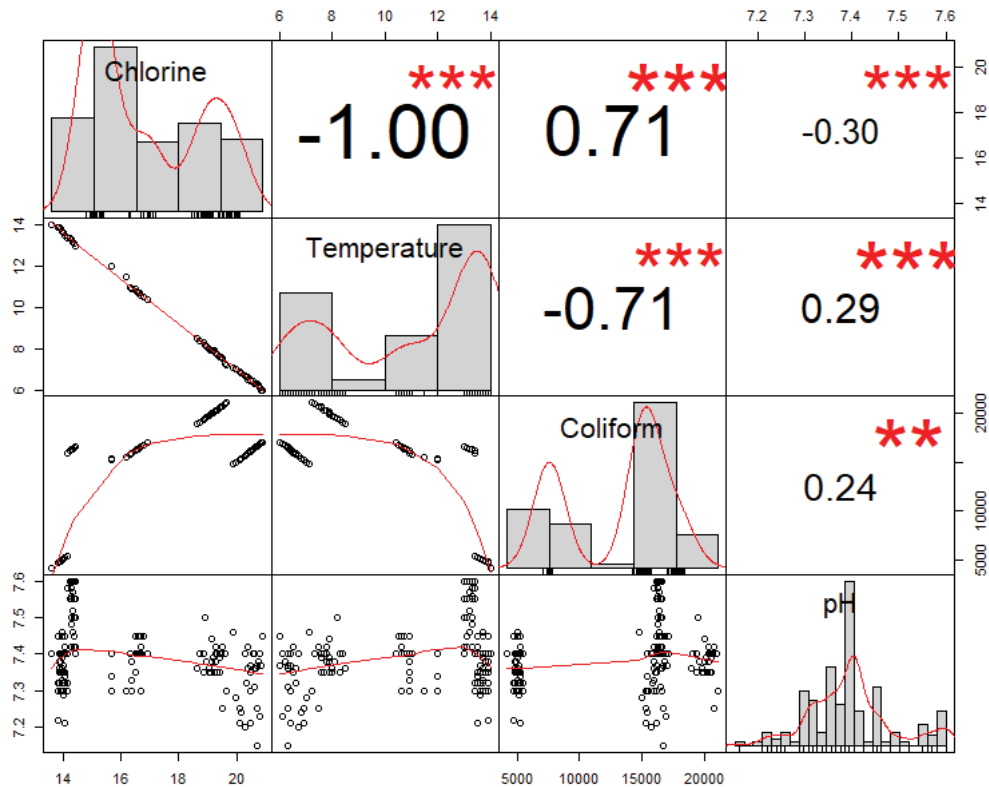 6 8 10 12 14 7.2 7.3 7.4 7.5 7.6
Chlorine
***
-1.00
***
0.71
***
-0.30
14 16 18 20
6 8 10 12 14
Temperature
***
-0.71
***
0.29
Coliform
**
0.24
5000 10000 20000
7.2 7.3 7.4 7.5 7.6
pH
14 16 18 20 5000 10000 15000 20000